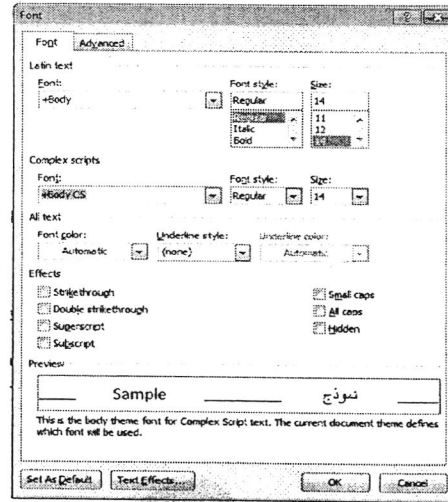 Font
Font Advanced
Latin text
Font: Font style: Size:
+Body Regular 14
11
Italic 12
Bold
Complex scripts
Font: Font style: Size:
+Body CS Regular 14
All text
Font color: Underline style: Underline color:
Automatic (none) Automatic
Effects
Strikethrough Small caps
Double strikethrough All caps
Superscript Hidden
Subscript
Preview
Sample نموذج
This is the body theme font for Complex Script text. The current document theme defines
which font will be used.
Set As Default Text Effects... OK Cancel